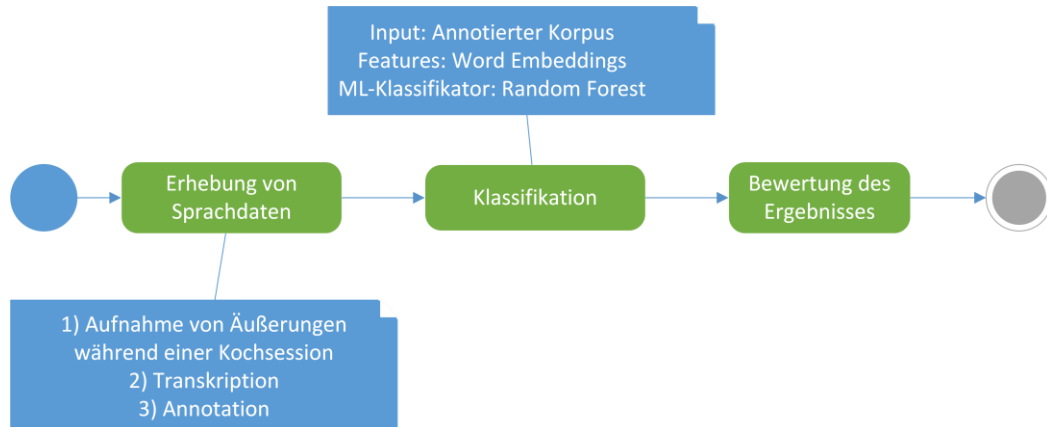 Input: Annotierter Korpus
Features: Word Embeddings
ML-Klassifikator: Random Forest
Erhebung von
Sprachdaten
Klassifikation
Bewertung des
Ergebnisses
1) Aufnahme von Äußerungen
während einer Kochsession
2) Transkription
3) Annotation